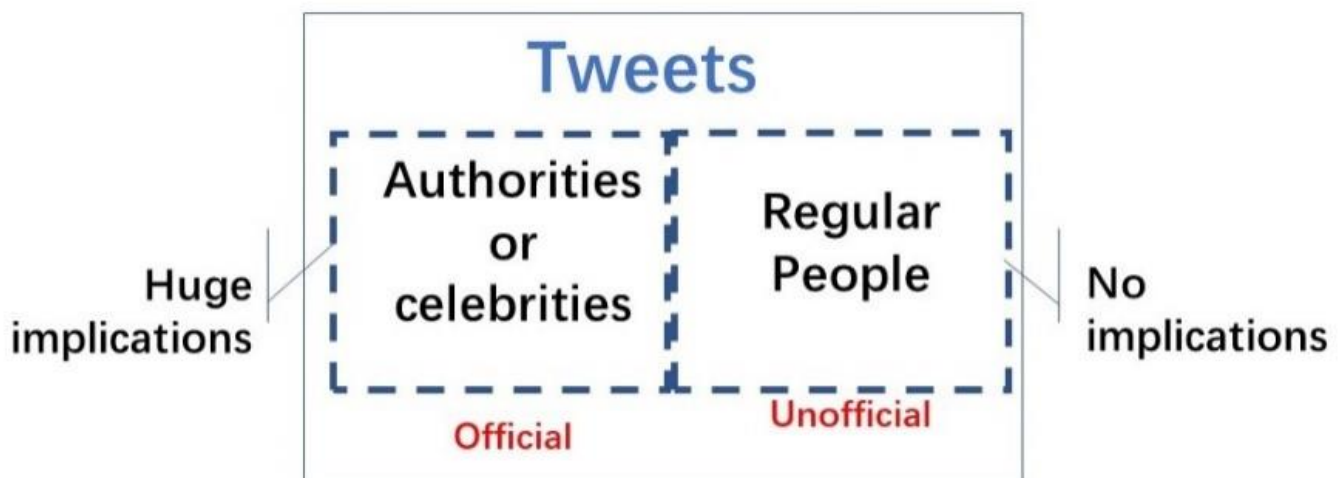 Tweets
Authorities
or
celebrities
Regular
People
Huge
implications
No
implications
Official
Unofficial